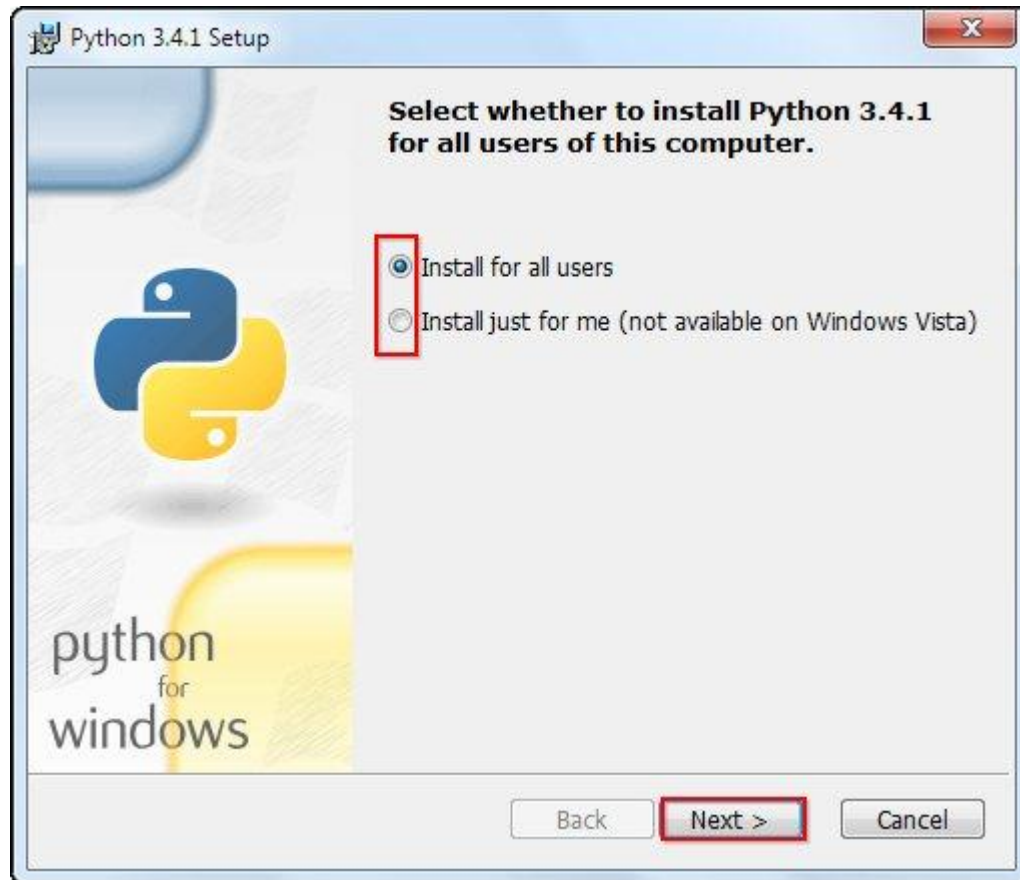 Python 3.4.1 Setup
Select whether to install Python 3.4.1
for all users of this computer.
Install for all users
Install just for me (not available on Windows Vista)
python
for
windows
Back
Next >
Cancel